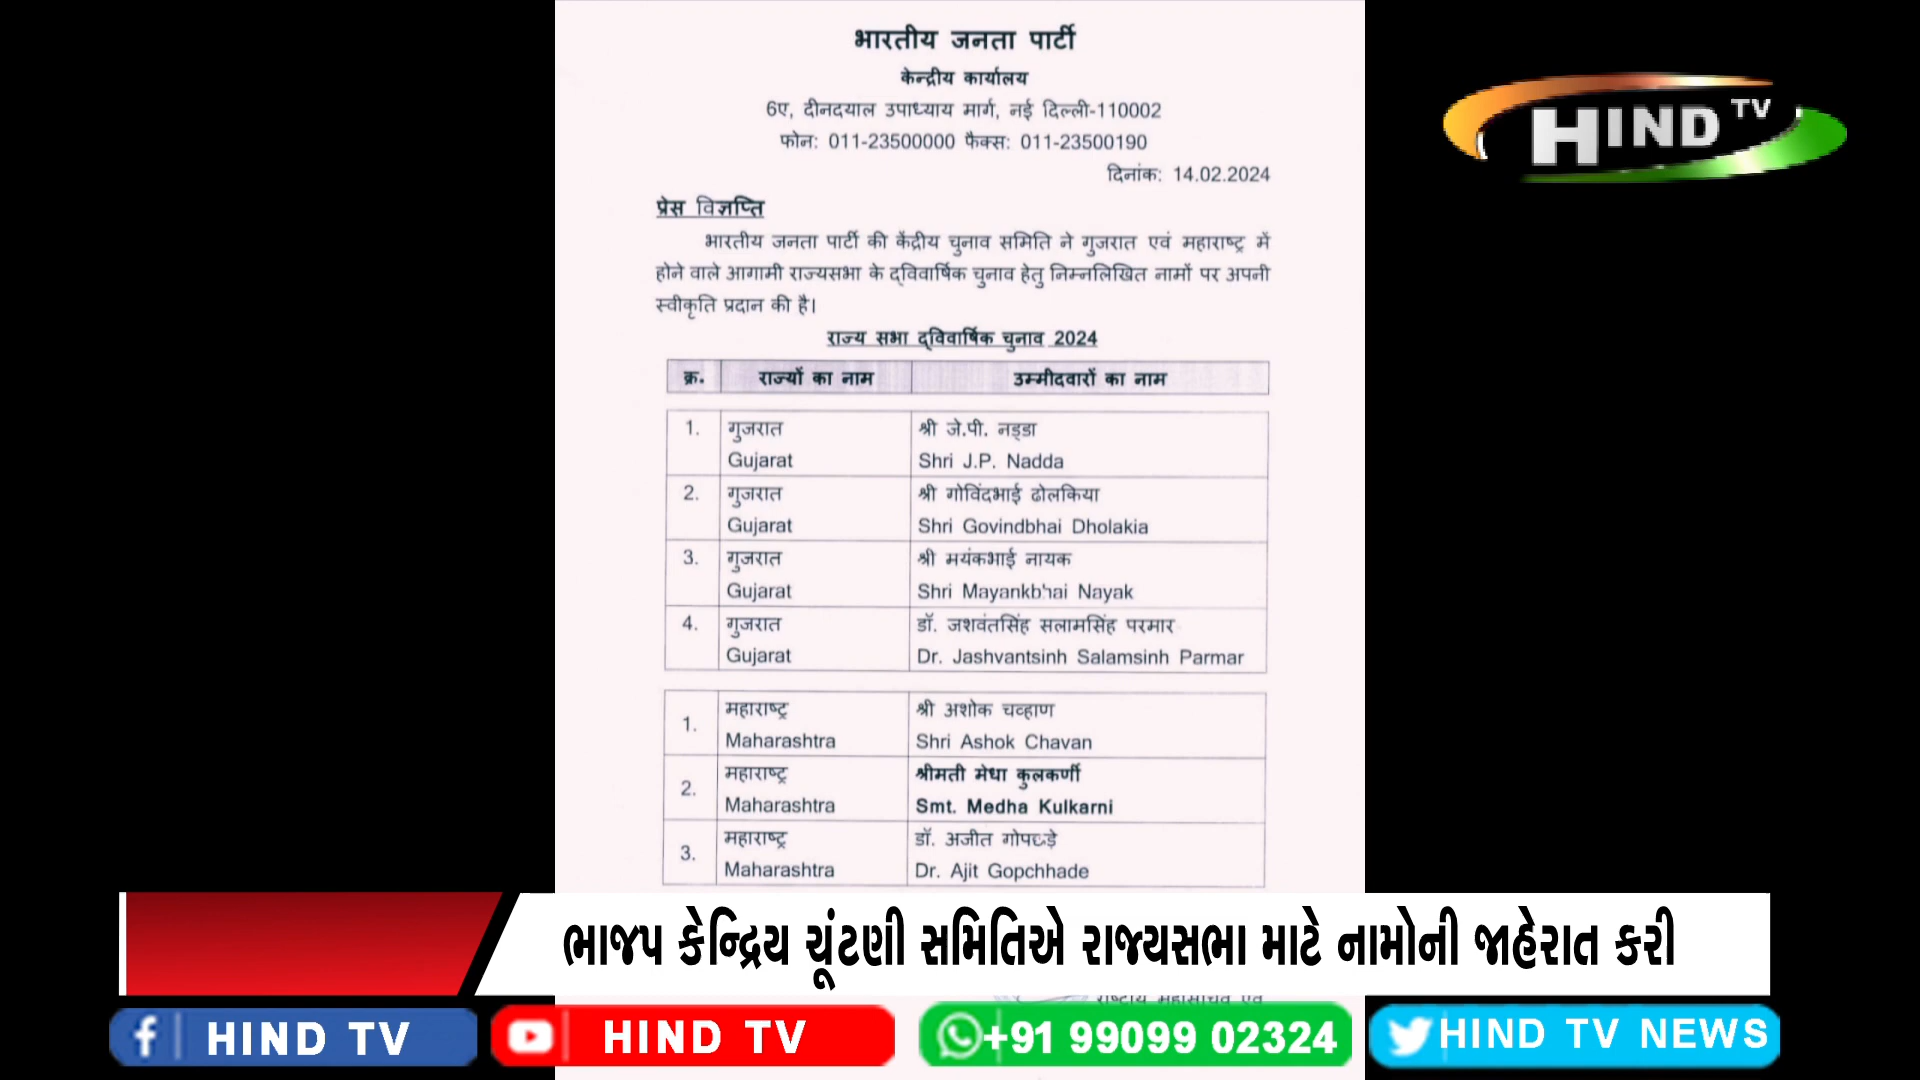 भारतीय जनता पार्टी
केन्द्रीय कार्यालय
6ए, दीनदयाल उपाध्याय मार्ग, नई दिल्ली-110002
फोन: 011-23500000 फैक्स: 011-23500190
दिनांक: 14.02.2024
HIND TV
प्रेस विज्ञप्ति
भारतीय जनता पार्टी की केंद्रीय चुनाव समिति ने गुजरात एवं महाराष्ट्र में
होने वाले आगामी राज्यसभा के द्विवार्षिक चुनाव हेतु निम्नलिखित नामों पर अपनी
स्वीकृति प्रदान की है।
राज्य सभा द्विवार्षिक चुनाव 2024
क्र. राज्यों का नाम उम्मीदवारों का नाम
1. गुजरात श्री जे.पी. नड्डा
Gujarat Shri J.P. Nadda
2. गुजरात श्री गोविंदभाई ढोलकिया
Gujarat Shri Govindbhai Dholakia
3. गुजरात श्री मयंकभाई नायक
Gujarat Shri Mayankbhai Nayak
4. गुजरात डॉ. जशवंतसिंह सलामसिंह परमार
Gujarat Dr. Jashvantsinh Salamsinh Parmar
1. महाराष्ट्र श्री अशोक चव्हाण
Maharashtra Shri Ashok Chavan
2. महाराष्ट्र श्रीमती मेधा कुलकर्णी
Maharashtra Smt. Medha Kulkarni
3. महाराष्ट्र डॉ. अजीत गोपछड़े
Maharashtra Dr. Ajit Gopchhade
ભાજપ કેન્દ્રિય ચૂંટણી સમિતિએ રાજ્યસભા માટે નામોની જાહેરાત કરી
राष्ट्रीय महासचिव एवं
HIND TV
HIND TV
+91 99099 02324
HIND TV NEWS